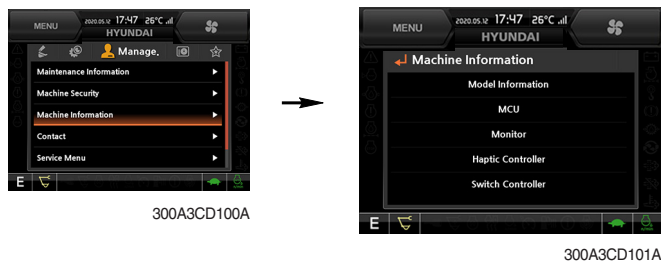 MENU
2020.05.12 17:47 26°C
HYUNDAI
Manage.
Maintenance Information
Machine Security
Machine Information
Contact
Service Menu
E
300A3CD100A
MENU
2020.05.12 17:47 26°C
HYUNDAI
Machine Information
Model Information
MCU
Monitor
Haptic Controller
Switch Controller
E
300A3CD101A